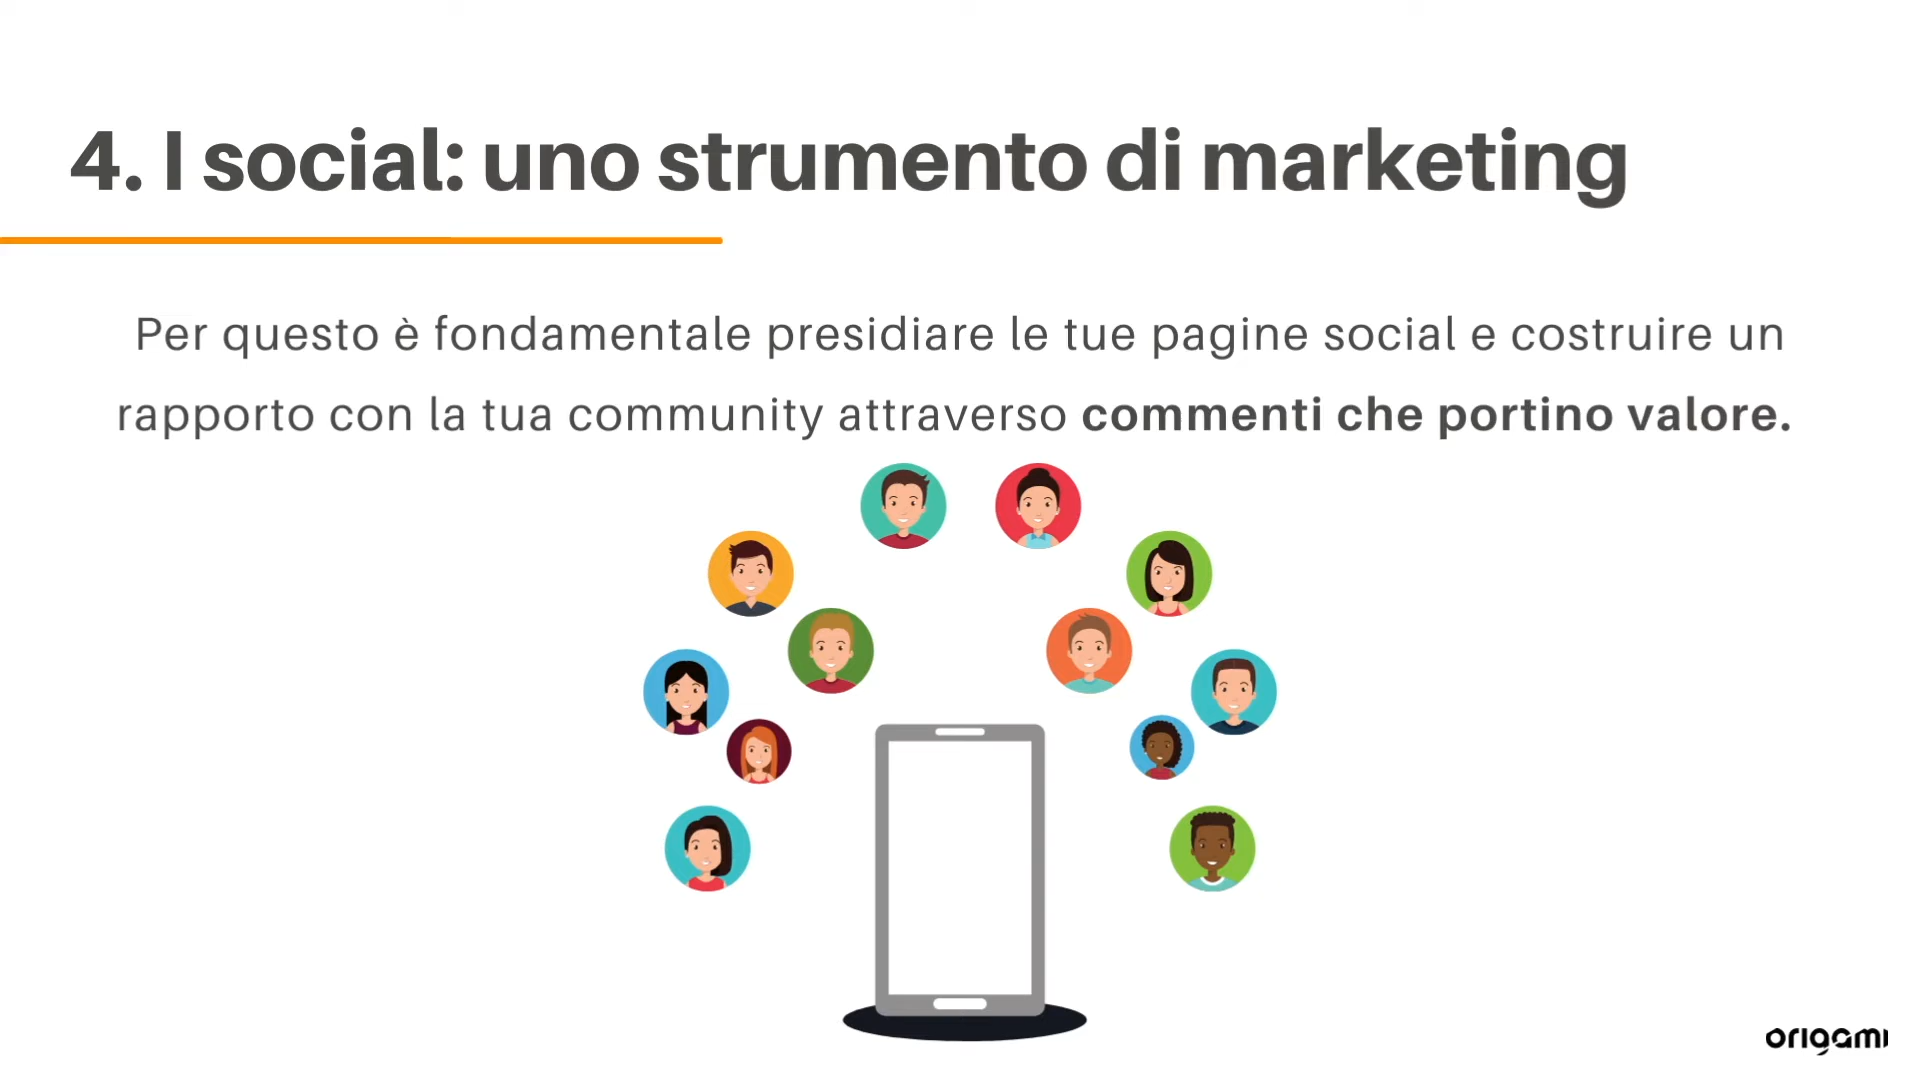 4. I social: uno strumento di marketing
Per questo è fondamentale presidiare le tue pagine social e costruire un
rapporto con la tua community attraverso commenti che portino valore.
origami